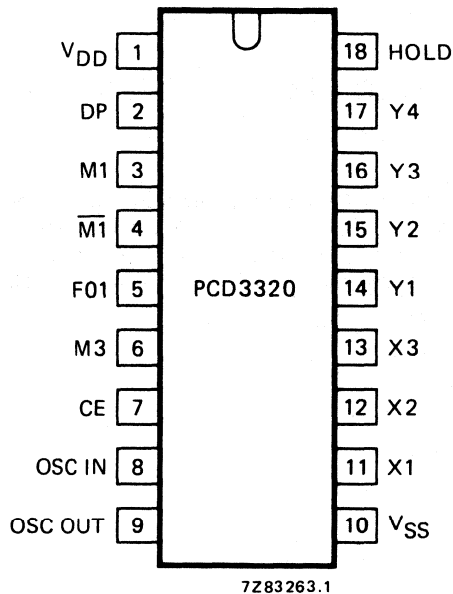 V_DD 1 18 HOLD
DP 2 17 Y4
M1 3 16 Y3
M̅1̅ 4 15 Y2
F01 5 PCD3320 14 Y1
M3 6 13 X3
CE 7 12 X2
OSC IN 8 11 X1
OSC OUT 9 10 V_SS
7Z83263.1